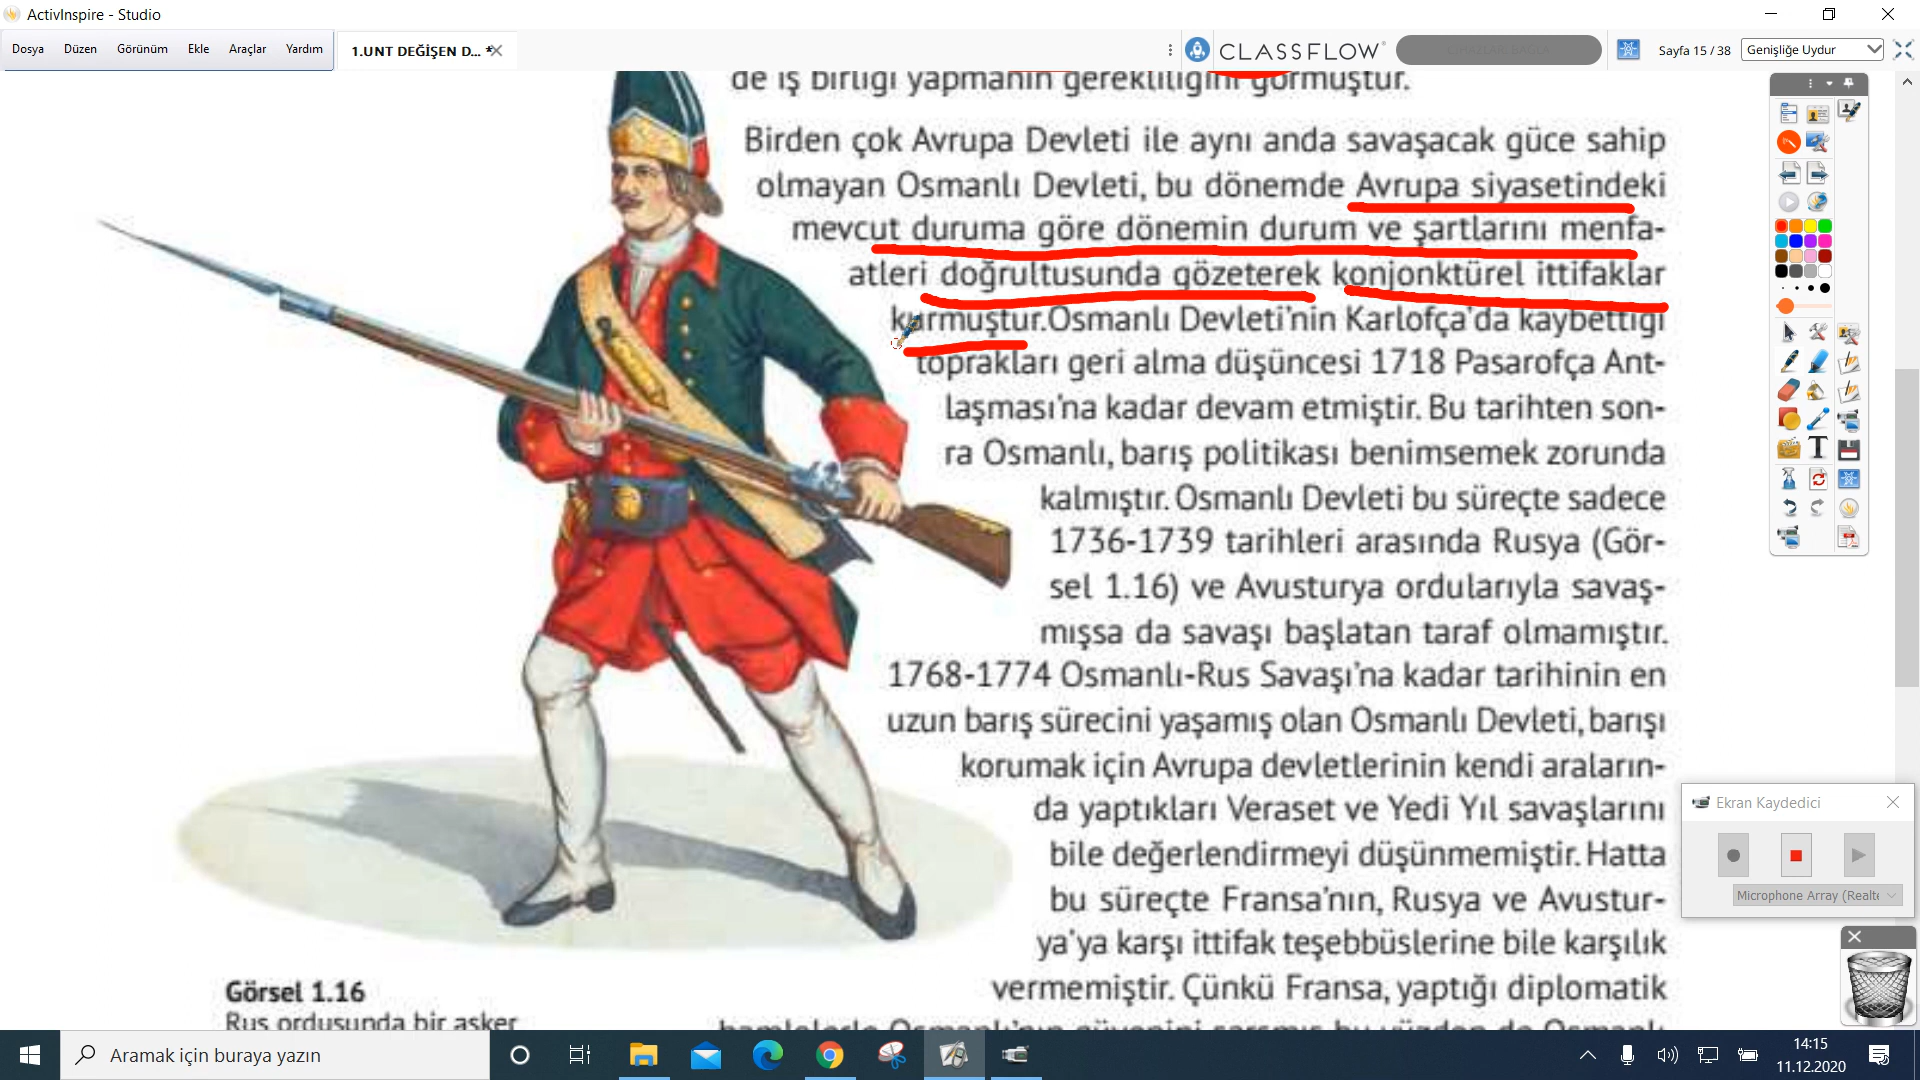 ActivInspire - Studio
Dosya Düzen Görünüm Ekle Araçlar Yardım
1.UNT DEĞİŞEN D... *
CLASSFLOW
Sayfa 15 / 38
Genişliğe Uydur
de iş birliği yapmanın gerekliliğini görmüştür.
Birden çok Avrupa Devleti ile aynı anda savaşacak güce sahip
olmayan Osmanlı Devleti, bu dönemde Avrupa siyasetindeki
mevcut duruma göre dönemin durum ve şartlarını menfa-
atleri doğrultusunda gözeterek konjonktürel ittifaklar
kurmuştur.Osmanlı Devleti'nin Karlofça'da kaybettiği
toprakları geri alma düşüncesi 1718 Pasarofça Ant-
laşması'na kadar devam etmiştir. Bu tarihten son-
ra Osmanlı, barış politikası benimsemek zorunda
kalmıştır. Osmanlı Devleti bu süreçte sadece
1736-1739 tarihleri arasında Rusya (Gör-
sel 1.16) ve Avusturya ordularıyla savaş-
mışsa da savaşı başlatan taraf olmamıştır.
1768-1774 Osmanlı-Rus Savaşı'na kadar tarihinin en
uzun barış sürecini yaşamış olan Osmanlı Devleti, barışı
korumak için Avrupa devletlerinin kendi araların-
da yaptıkları Veraset ve Yedi Yıl savaşlarını
bile değerlendirmeyi düşünmemiştir. Hatta
bu süreçte Fransa'nın, Rusya ve Avustur-
ya'ya karşı ittifak teşebbüslerine bile karşılık
vermemiştir. Çünkü Fransa, yaptığı diplomatik
Görsel 1.16
Rus ordusunda bir asker
Ekran Kaydedici
Microphone Array (Realte
Aramak için buraya yazın
14:15
11.12.2020